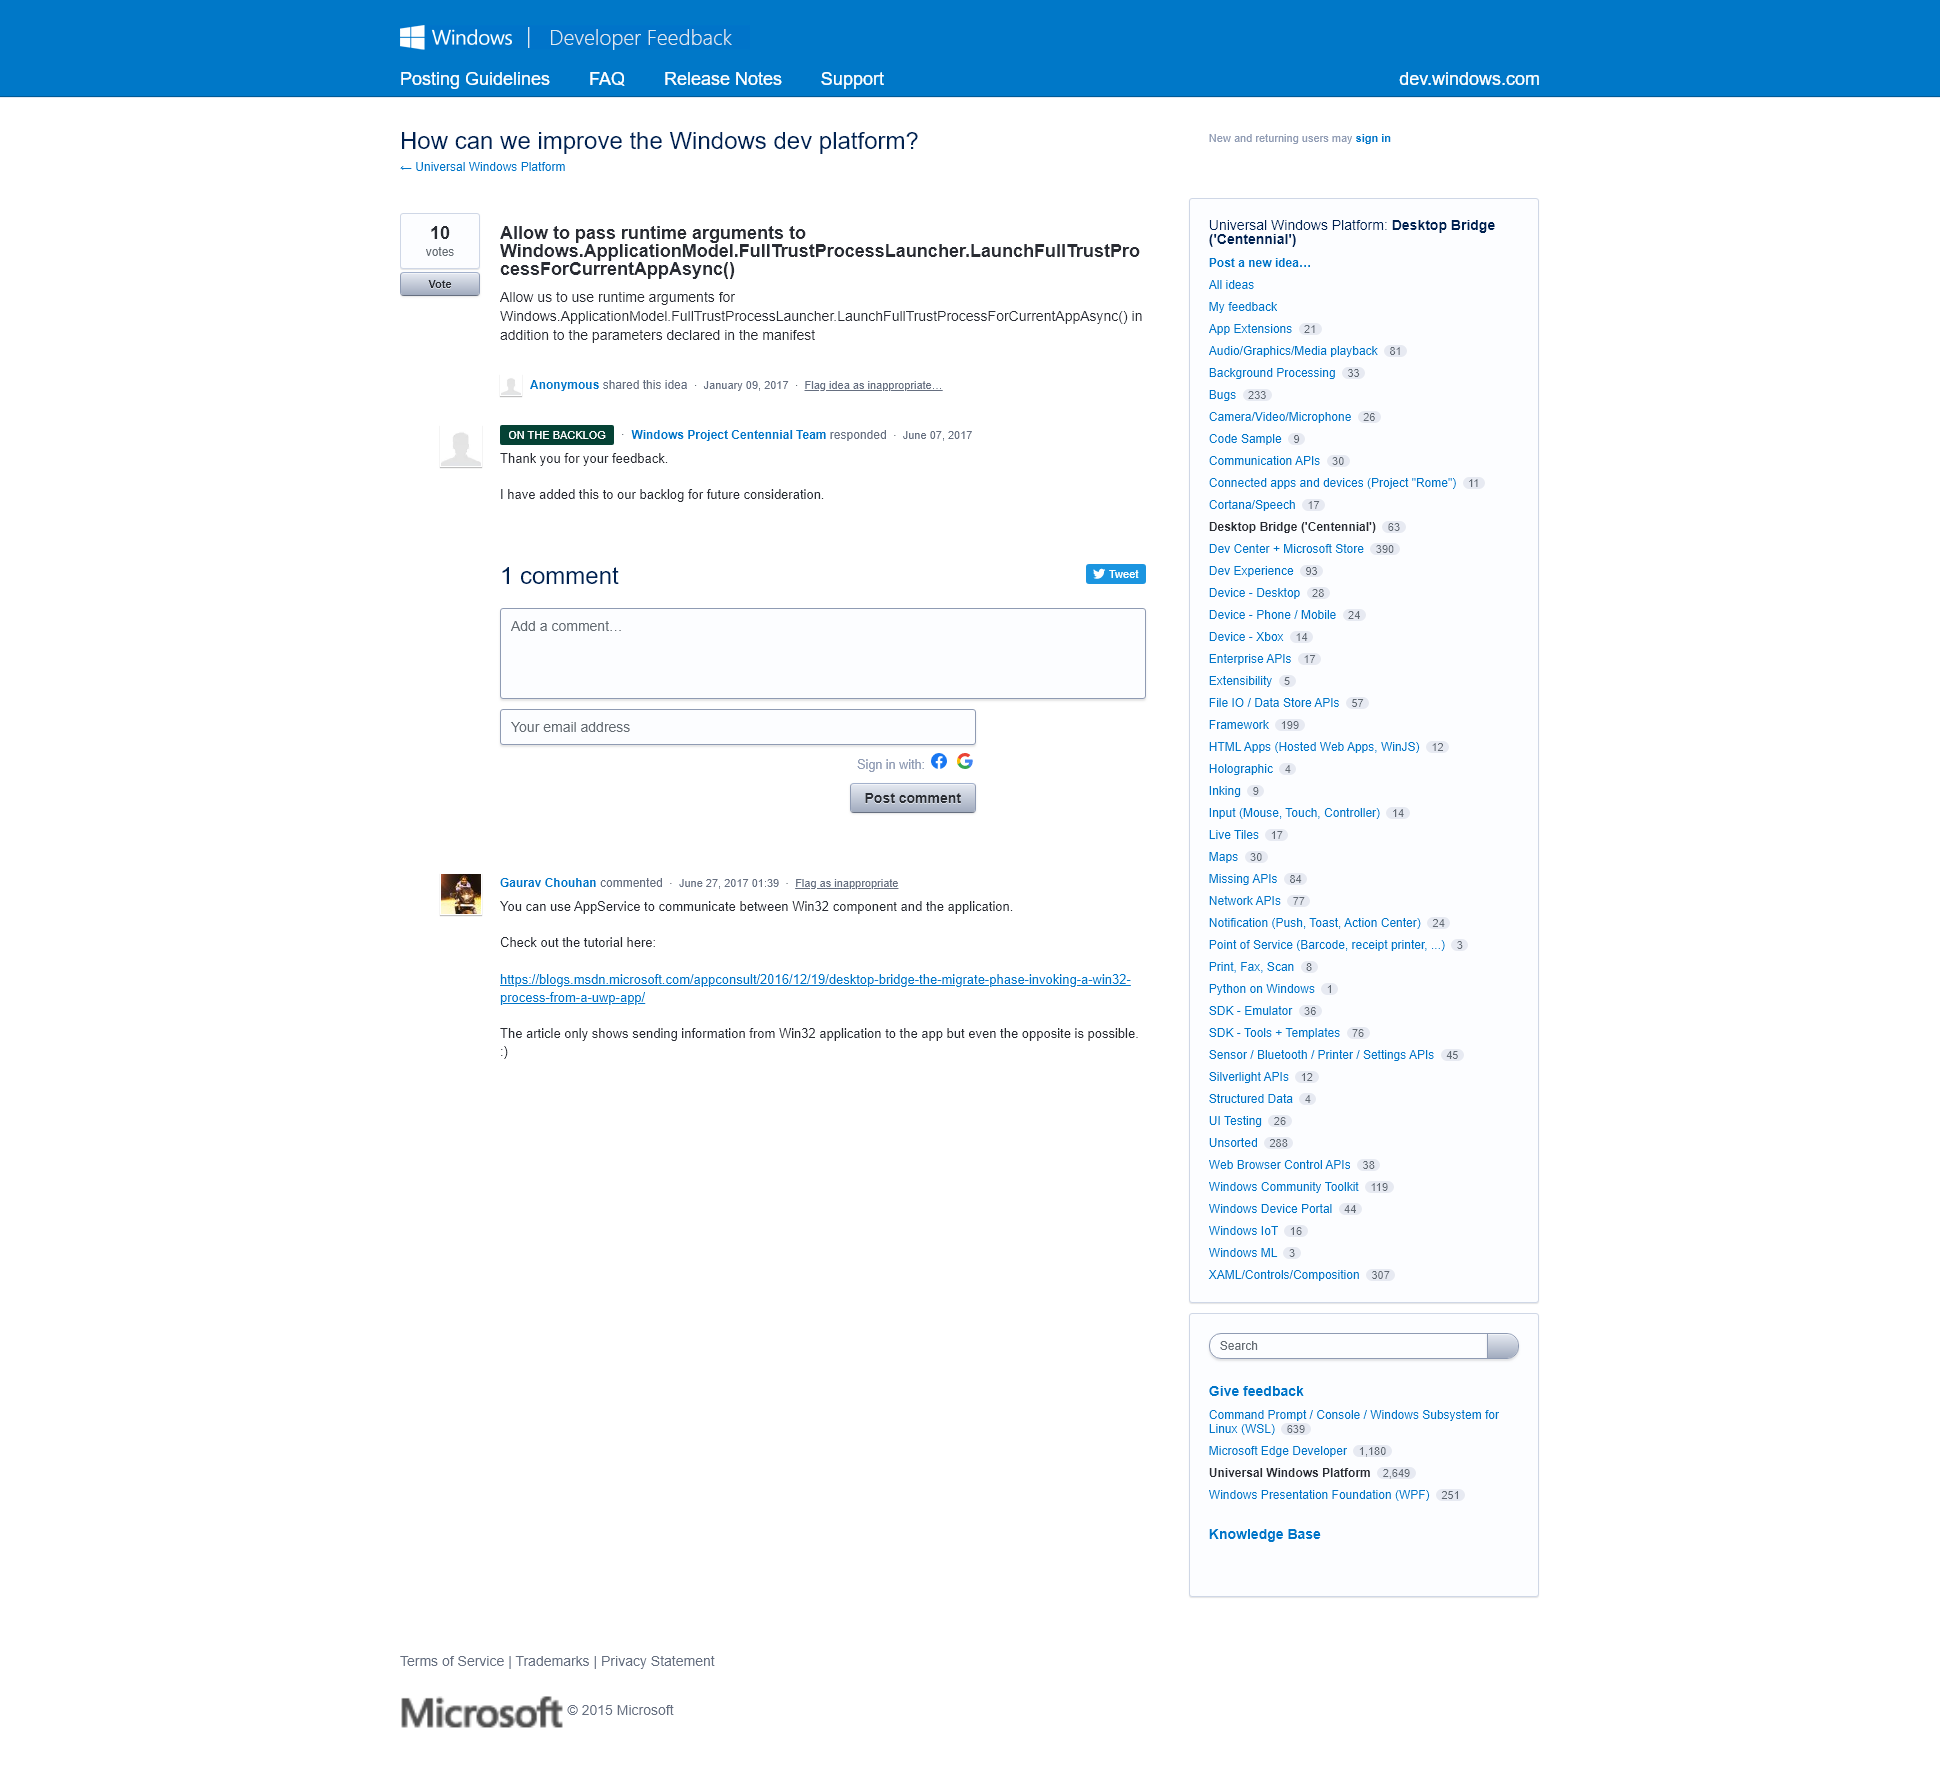 Windows | Developer Feedback
Posting Guidelines FAQ Release Notes Support dev.windows.com
How can we improve the Windows dev platform?
← Universal Windows Platform
New and returning users may sign in
10
votes
Vote
Allow to pass runtime arguments to
Windows.ApplicationModel.FullTrustProcessLauncher.LaunchFullTrustPro
cessForCurrentAppAsync()
Allow us to use runtime arguments for
Windows.ApplicationModel.FullTrustProcessLauncher.LaunchFullTrustProcessForCurrentAppAsync() in
addition to the parameters declared in the manifest
Anonymous shared this idea · January 09, 2017 · Flag idea as inappropriate…
ON THE BACKLOG · Windows Project Centennial Team responded · June 07, 2017
Thank you for your feedback.
I have added this to our backlog for future consideration.
1 comment
Tweet
Add a comment…
Your email address
Sign in with:
Post comment
Gaurav Chouhan commented · June 27, 2017 01:39 · Flag as inappropriate
You can use AppService to communicate between Win32 component and the application.
Check out the tutorial here:
https://blogs.msdn.microsoft.com/appconsult/2016/12/19/desktop-bridge-the-migrate-phase-invoking-a-win32-
process-from-a-uwp-app/
The article only shows sending information from Win32 application to the app but even the opposite is possible.
:)
Universal Windows Platform: Desktop Bridge
('Centennial')
Post a new idea…
All ideas
My feedback
App Extensions 21
Audio/Graphics/Media playback 81
Background Processing 33
Bugs 233
Camera/Video/Microphone 26
Code Sample 9
Communication APIs 30
Connected apps and devices (Project "Rome") 11
Cortana/Speech 17
Desktop Bridge ('Centennial') 63
Dev Center + Microsoft Store 390
Dev Experience 93
Device - Desktop 28
Device - Phone / Mobile 24
Device - Xbox 14
Enterprise APIs 17
Extensibility 5
File IO / Data Store APIs 57
Framework 199
HTML Apps (Hosted Web Apps, WinJS) 12
Holographic 4
Inking 9
Input (Mouse, Touch, Controller) 14
Live Tiles 17
Maps 30
Missing APIs 84
Network APIs 77
Notification (Push, Toast, Action Center) 24
Point of Service (Barcode, receipt printer, ...) 3
Print, Fax, Scan 8
Python on Windows 1
SDK - Emulator 36
SDK - Tools + Templates 76
Sensor / Bluetooth / Printer / Settings APIs 45
Silverlight APIs 12
Structured Data 4
UI Testing 26
Unsorted 288
Web Browser Control APIs 38
Windows Community Toolkit 119
Windows Device Portal 44
Windows IoT 16
Windows ML 3
XAML/Controls/Composition 307
Search
Give feedback
Command Prompt / Console / Windows Subsystem for
Linux (WSL) 639
Microsoft Edge Developer 1,180
Universal Windows Platform 2,649
Windows Presentation Foundation (WPF) 251
Knowledge Base
Terms of Service | Trademarks | Privacy Statement
Microsoft © 2015 Microsoft